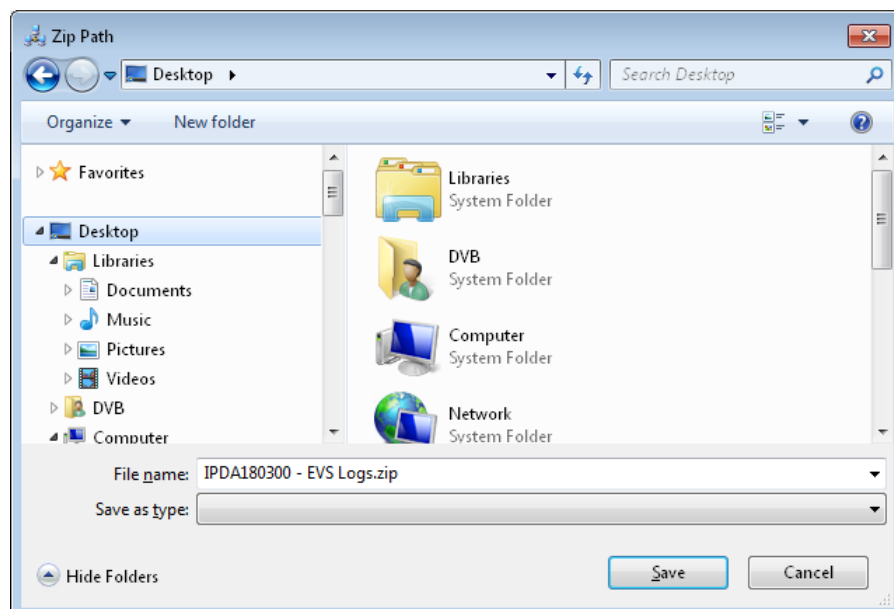 Zip Path
Desktop
Search Desktop
Organize
New folder
Favorites
Desktop
Libraries
Documents
Music
Pictures
Videos
DVB
Computer
Libraries
System Folder
DVB
System Folder
Computer
System Folder
Network
System Folder
File name: IPDA180300 - EVS Logs.zip
Save as type:
Hide Folders
Save
Cancel